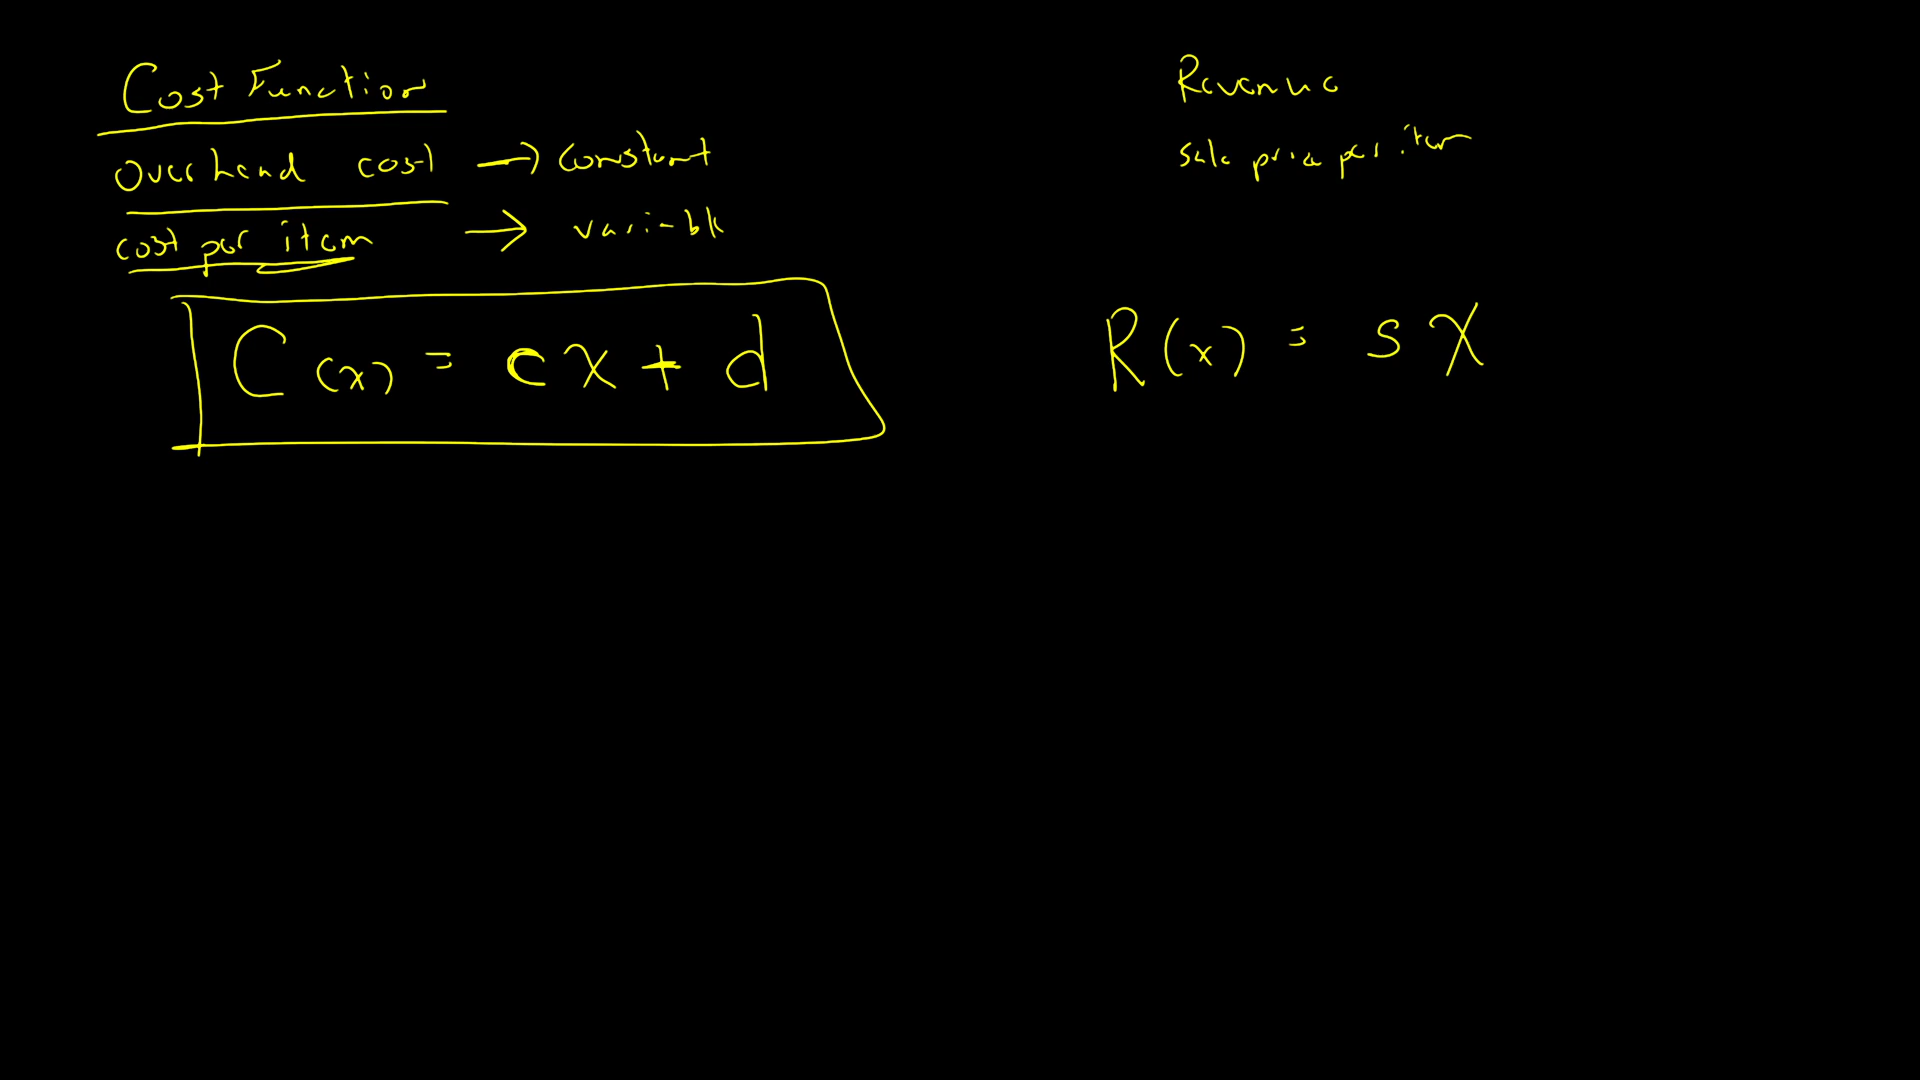 Cost Function
Overhead cost → constant
cost per item → variable
C(x) = cx + d
Revenue
sale price per item
R(x) = sx